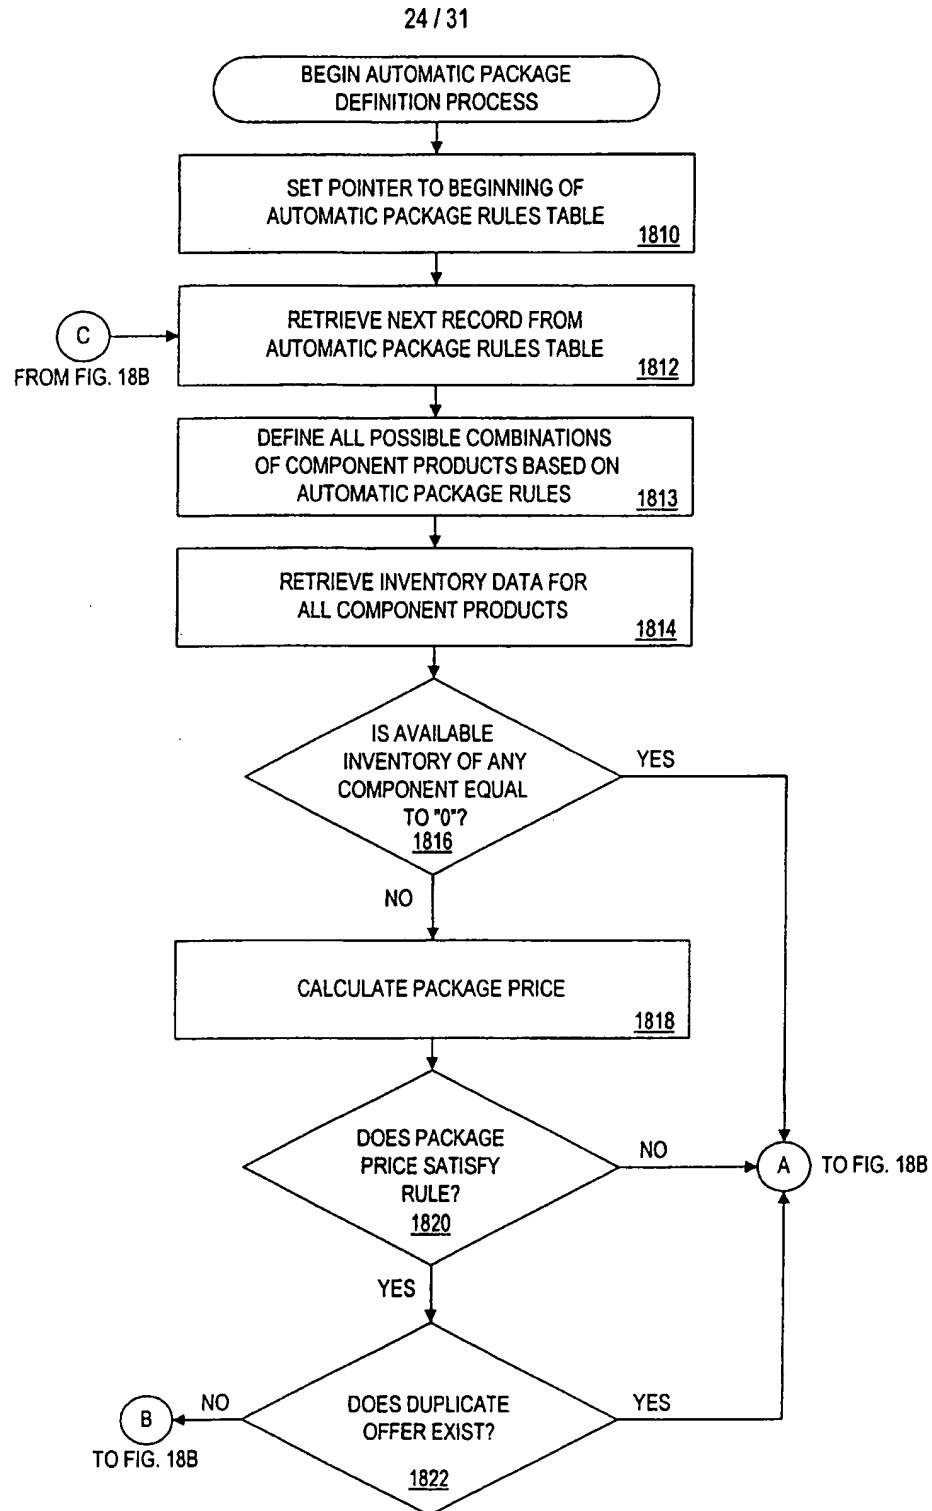 24 / 31
BEGIN AUTOMATIC PACKAGE
DEFINITION PROCESS
SET POINTER TO BEGINNING OF
AUTOMATIC PACKAGE RULES TABLE
1810
C
FROM FIG. 18B
RETRIEVE NEXT RECORD FROM
AUTOMATIC PACKAGE RULES TABLE
1812
DEFINE ALL POSSIBLE COMBINATIONS
OF COMPONENT PRODUCTS BASED ON
AUTOMATIC PACKAGE RULES
1813
RETRIEVE INVENTORY DATA FOR
ALL COMPONENT PRODUCTS
1814
IS AVAILABLE
INVENTORY OF ANY
COMPONENT EQUAL
TO "0"?
1816
YES
NO
CALCULATE PACKAGE PRICE
1818
DOES PACKAGE
PRICE SATISFY
RULE?
1820
NO
A
TO FIG. 18B
YES
DOES DUPLICATE
OFFER EXIST?
1822
YES
NO
B
TO FIG. 18B